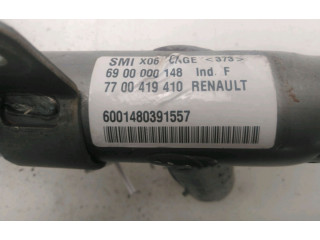 SMI X06 CAGE <373>
69 00 000 148 Ind. F
77 00 419 410 RENAULT
6001480391557